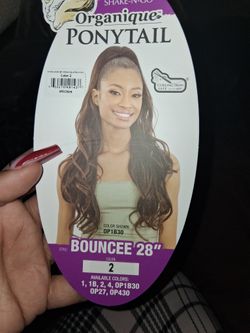 SHAKE-N-GO
Organique
PONYTAIL
COLOR SHOWN
OP1B30
STYLE
BOUNCEE 28"
COLOR
2
AVAILABLE COLORS:
1, 1B, 2, 4, OP1B30
OP27, OP430